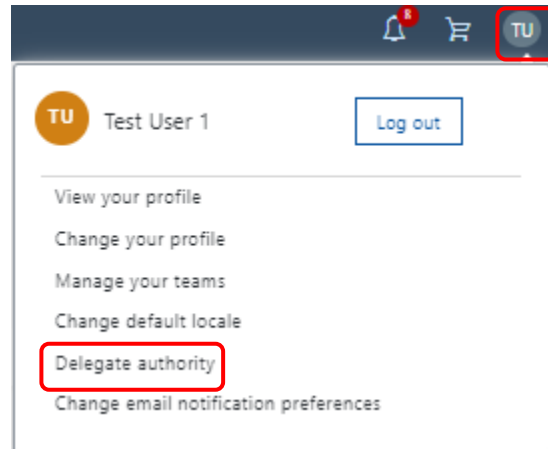 8
TU
TU
Test User 1
Log out
View your profile
Change your profile
Manage your teams
Change default locale
Delegate authority
Change email notification preferences